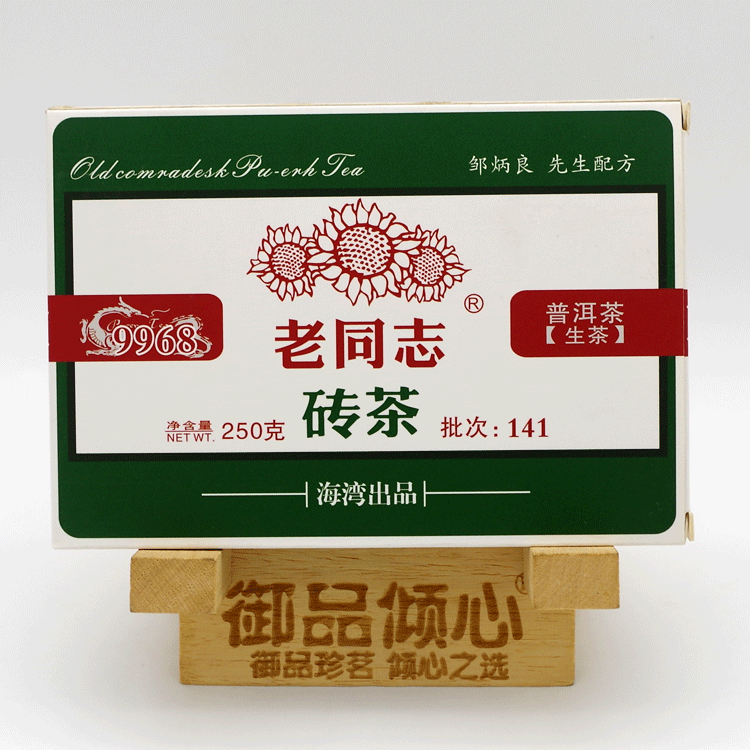 Old comradesk Pu-erh Tea
邹炳良 先生配方
®
9968
普洱茶
【生茶】
老同志
砖茶
净含量
NET WT. 250克
批次:141
海湾出品
御品倾心
御品珍茗 倾心之选